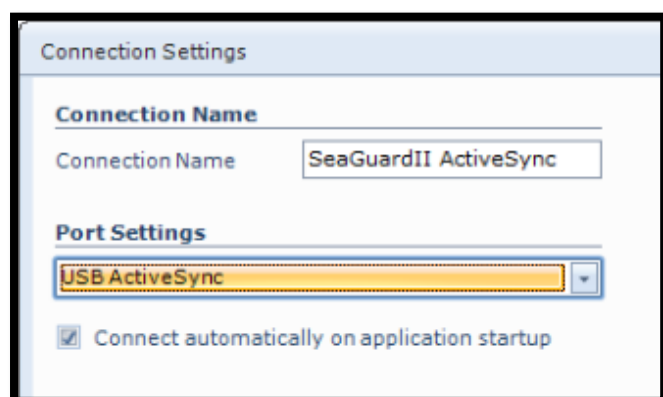 Connection Settings
Connection Name
Connection Name SeaGuardII ActiveSync
Port Settings
USB ActiveSync
Connect automatically on application startup